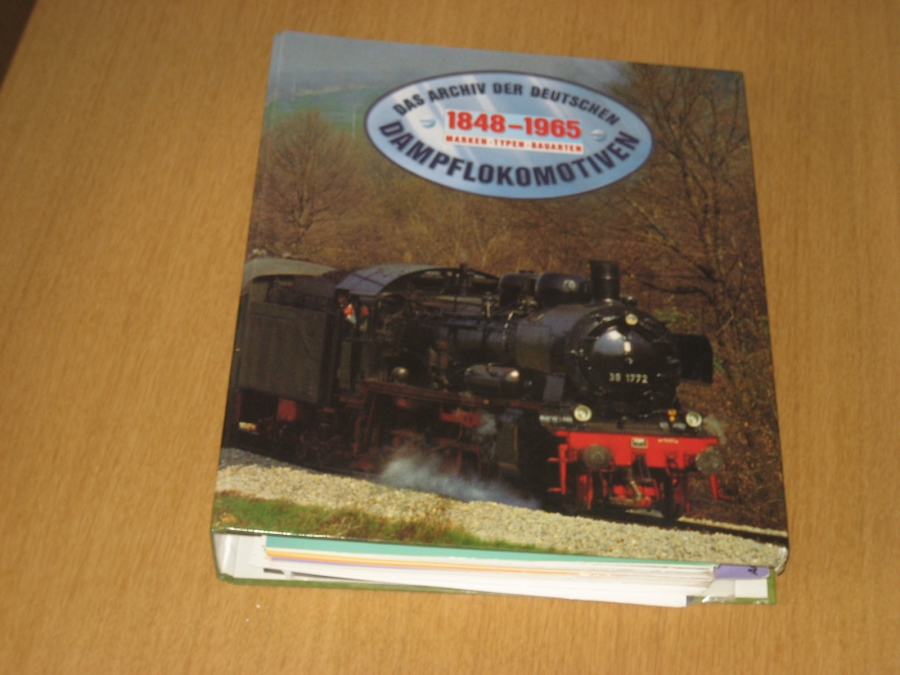 DAS ARCHIV DER DEUTSCHEN
1848–1965
MARKEN·TYPEN·BAUARTEN
DAMPFLOKOMOTIVEN
38 1772